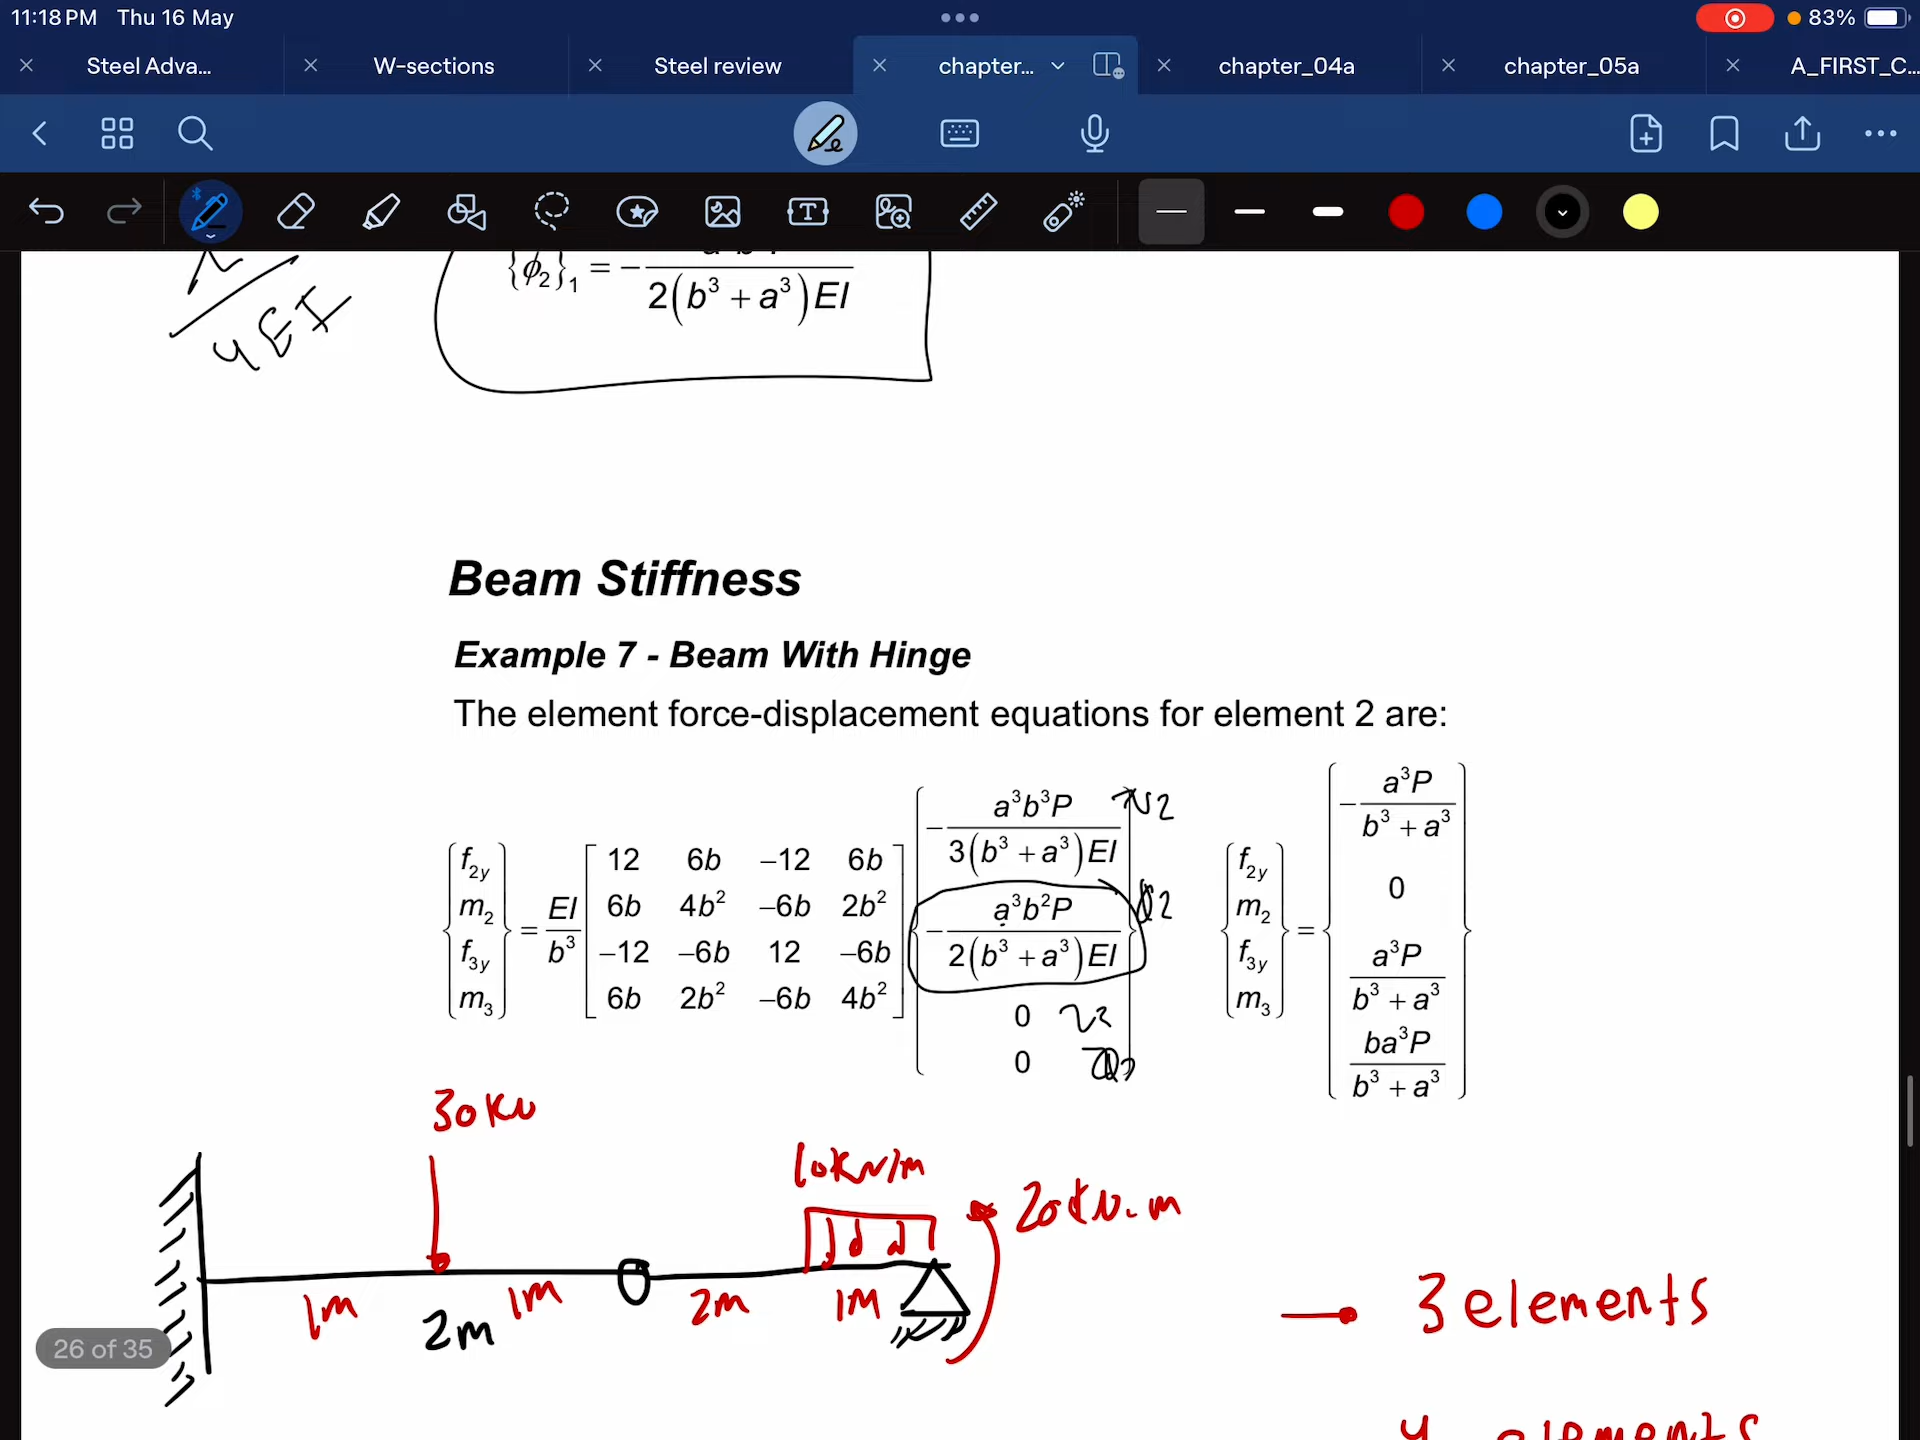 11:18 PM Thu 16 May
83%
Steel Adva... W-sections Steel review chapter... chapter_04a chapter_05a A_FIRST_C...
4EI
{ϕ₂}₁ = − / 2(b³ + a³)EI
Beam Stiffness
Example 7 - Beam With Hinge
The element force-displacement equations for element 2 are:
{f₂y m₂ f₃y m₃} = EI/b³ [12 6b −12 6b
6b 4b² −6b 2b²
−12 −6b 12 −6b
6b 2b² −6b 4b²]
{−a³b³P / 3(b³ + a³)EI
−a³b²P / 2(b³ + a³)EI
0
0}
{f₂y m₂ f₃y m₃} = {−a³P / b³ + a³
0
a³P / b³ + a³
ba³P / b³ + a³}
30KN
10KN/m
20KN.m
1m 1m 2m 1M
2m
3 elements
4 elements
26 of 35